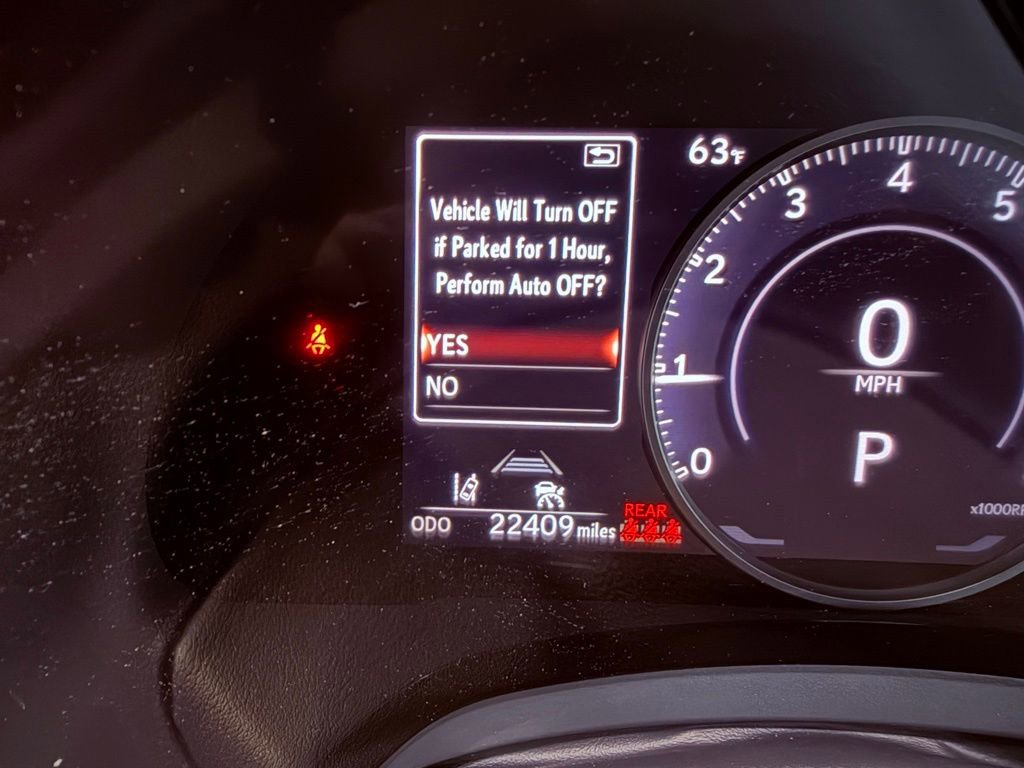 63°F
Vehicle Will Turn OFF
if Parked for 1 Hour,
Perform Auto OFF?
YES
NO
ODO 22409 miles
REAR
0
1
2
3
4
5
0
MPH
P
x1000R